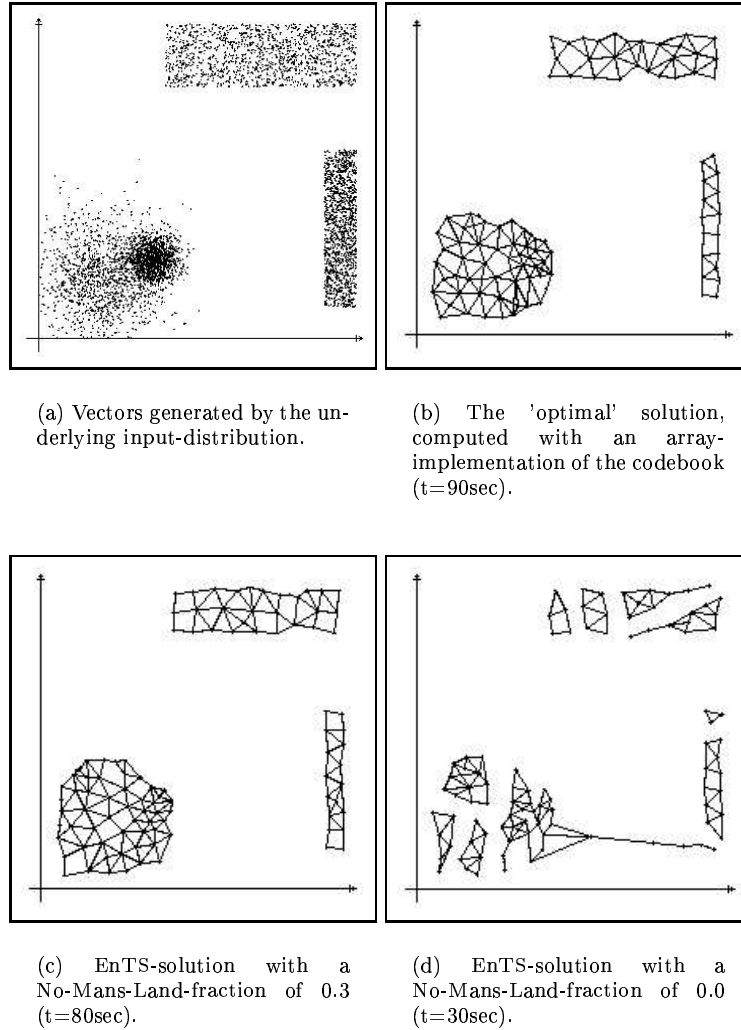 (a) Vectors generated by the un-
derlying input-distribution.
(b) The 'optimal' solution,
computed with an array-
implementation of the codebook
(t=90sec).
(c) EnTS-solution with a
No-Mans-Land-fraction of 0.3
(t=80sec).
(d) EnTS-solution with a
No-Mans-Land-fraction of 0.0
(t=30sec).